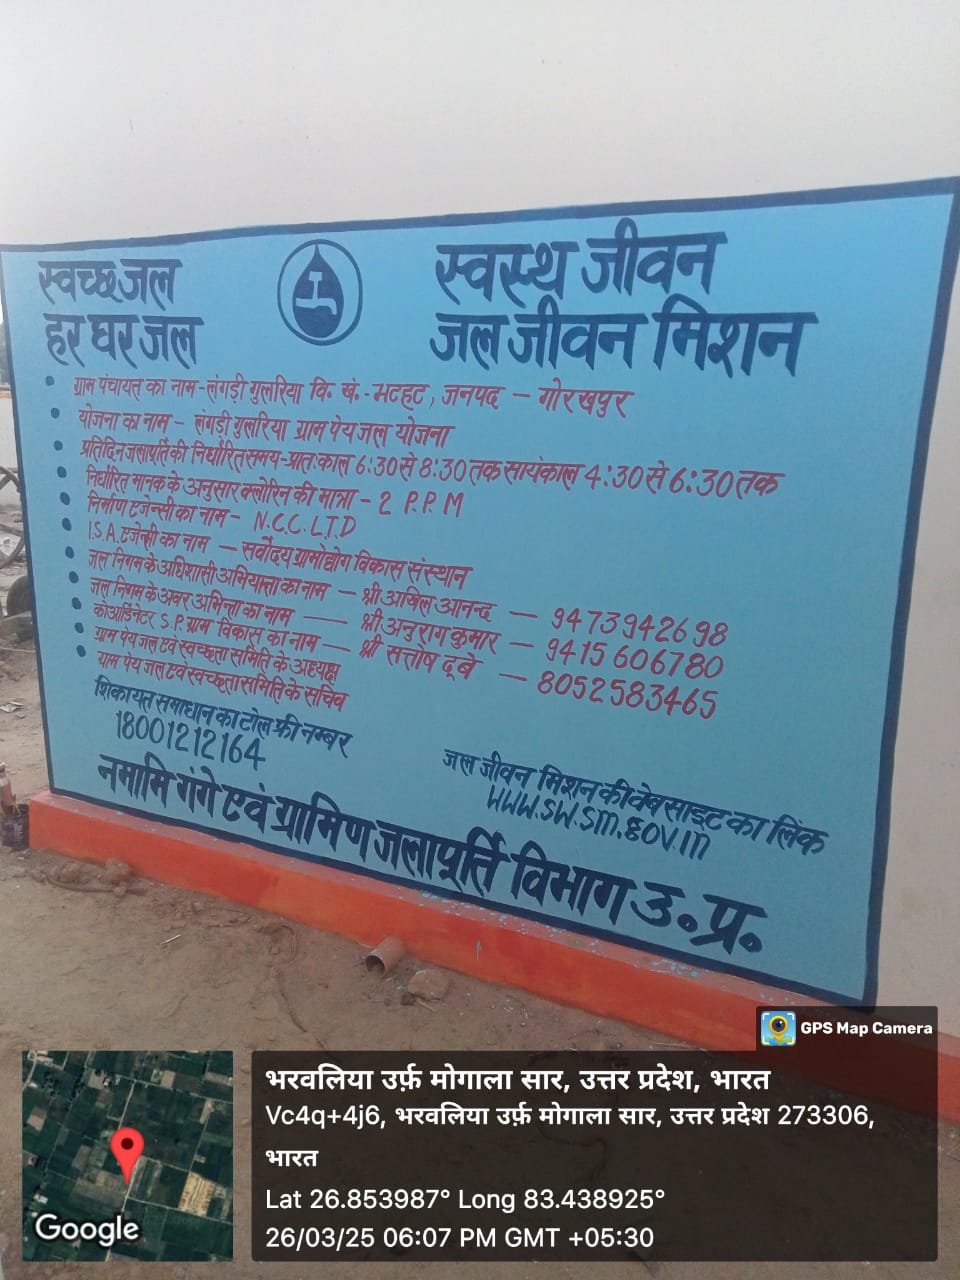 स्वच्छ जल
हर घर जल
स्वस्थ जीवन
जल जीवन मिशन
ग्राम पंचायत का नाम - लंगड़ी गुलरिया वि. खं. - भटहट, जनपद - गोरखपुर
योजना का नाम - लंगड़ी गुलरिया ग्राम पेयजल योजना
प्रतिदिन जलापूर्ति की निर्धारित समय - प्रातःकाल 6:30 से 8:30 तक सायंकाल 4:30 से 6:30 तक
निर्धारित मानक के अनुसार क्लोरिन की मात्रा - 2 P.P.M
निर्माण एजेन्सी का नाम - N.C.C. LTD
I.S.A. एजेन्सी का नाम - सर्वोदय ग्रामोद्योग विकास संस्थान
जल निगम के अधिशासी अभियान्ता का नाम - श्री अखिल आनन्द - 9473942698
जल निगम के अवर अभिन्ता का नाम - श्री अनुराग कुमार - 9415606780
कोआर्डिनेटर S.P. ग्राम विकास का नाम - श्री सत्तोष दूबे - 8052583465
ग्राम पेय जल एवं स्वच्छता समिति के अध्यक्ष
ग्राम पेय जल एवं स्वच्छता समिति के सचिव
शिकायत समाधान का टोल फ्री नम्बर
18001212164
जल जीवन मिशन की वेबसाइट का लिंक
WWW.SW.SM.GOV.in
नमामि गंगे एवं ग्रामिण जलापूर्ति विभाग उ.प्र.
GPS Map Camera
भरवलिया उर्फ़ मोगाला सार, उत्तर प्रदेश, भारत
Vc4q+4j6, भरवलिया उर्फ़ मोगाला सार, उत्तर प्रदेश 273306,
भारत
Lat 26.853987° Long 83.438925°
26/03/25 06:07 PM GMT +05:30
Google